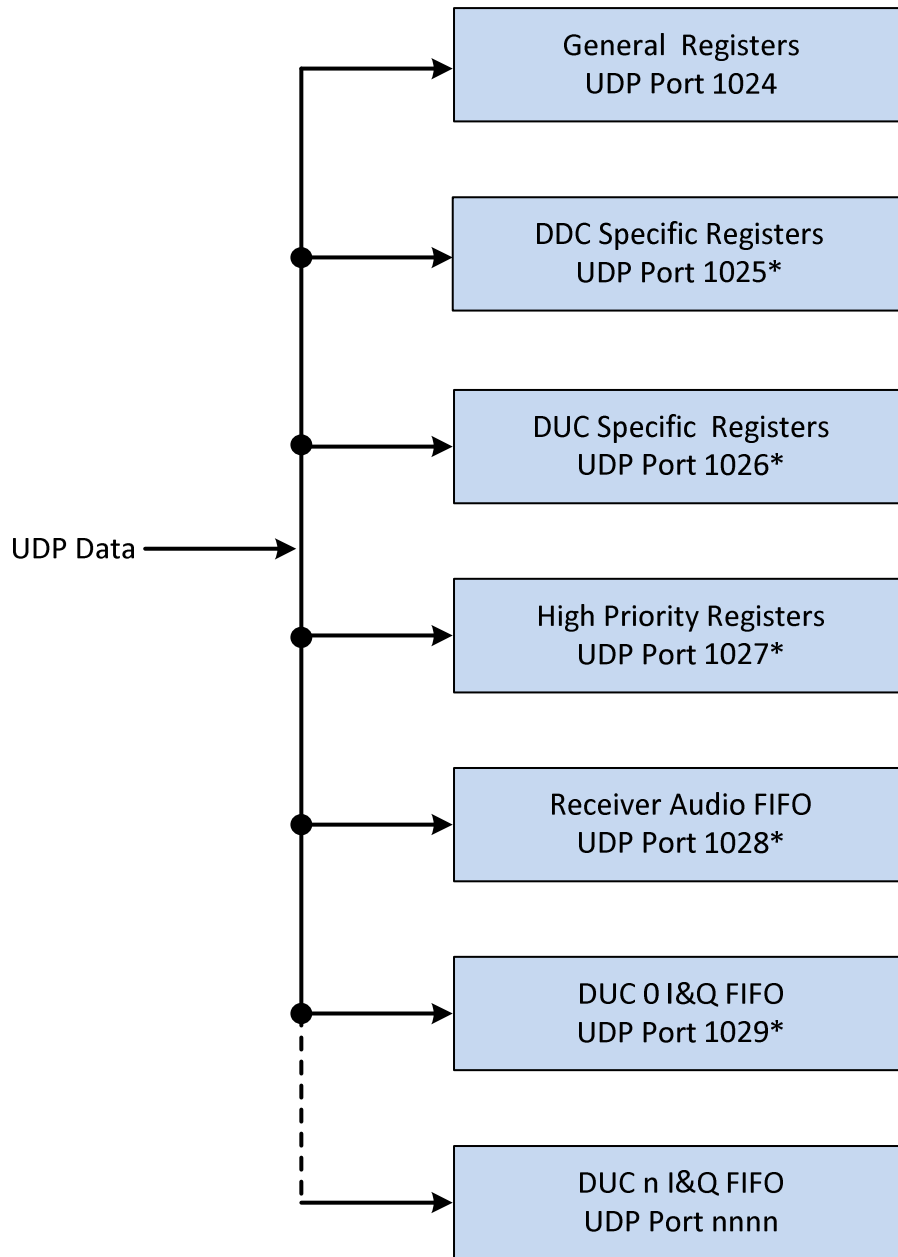 General Registers
UDP Port 1024
DDC Specific Registers
UDP Port 1025*
DUC Specific Registers
UDP Port 1026*
UDP Data
High Priority Registers
UDP Port 1027*
Receiver Audio FIFO
UDP Port 1028*
DUC 0 I&Q FIFO
UDP Port 1029*
DUC n I&Q FIFO
UDP Port nnnn